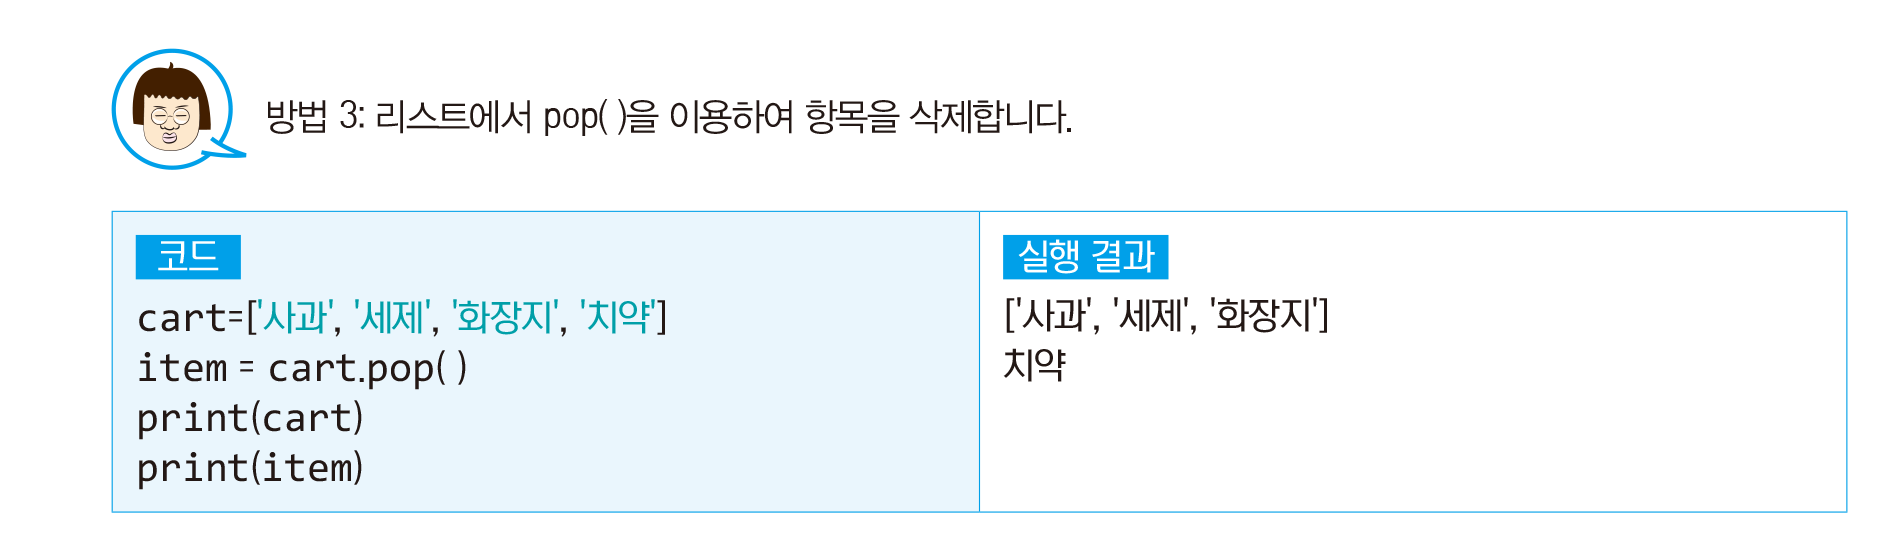 방법 3: 리스트에서 pop( )을 이용하여 항목을 삭제합니다.
코드
cart=['사과', '세제', '화장지', '치약']
item = cart.pop( )
print(cart)
print(item)
실행 결과
['사과', '세제', '화장지']
치약